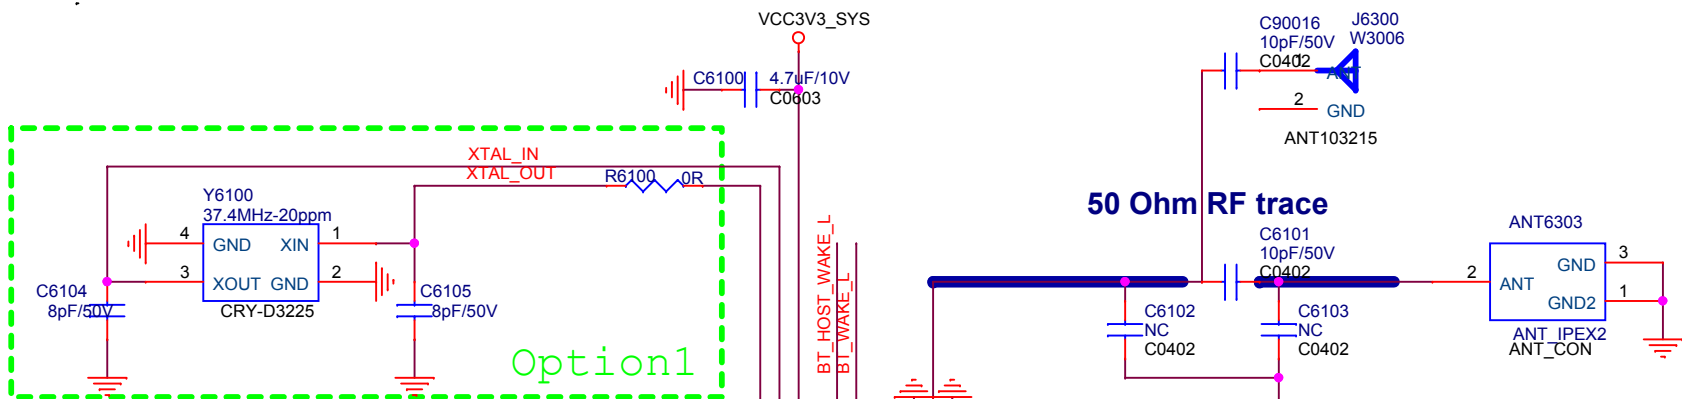 VCC3V3_SYS
C6100
4.7uF/10V
C0603
C90016
10pF/50V
C0402
1
J6300
W3006
ANT
2
GND
ANT103215
XTAL_IN
XTAL_OUT
R6100
0R
Y6100
37.4MHz-20ppm
4
GND
XIN
1
3
XOUT
GND
2
CRY-D3225
C6104
8pF/50V
C6105
8pF/50V
Option1
BT_HOST_WAKE_L
BT_WAKE_L
50 Ohm RF trace
C6101
10pF/50V
C0402
C6102
NC
C0402
C6103
NC
C0402
ANT6303
2
ANT
GND
3
GND2
1
ANT_IPEX2
ANT_CON